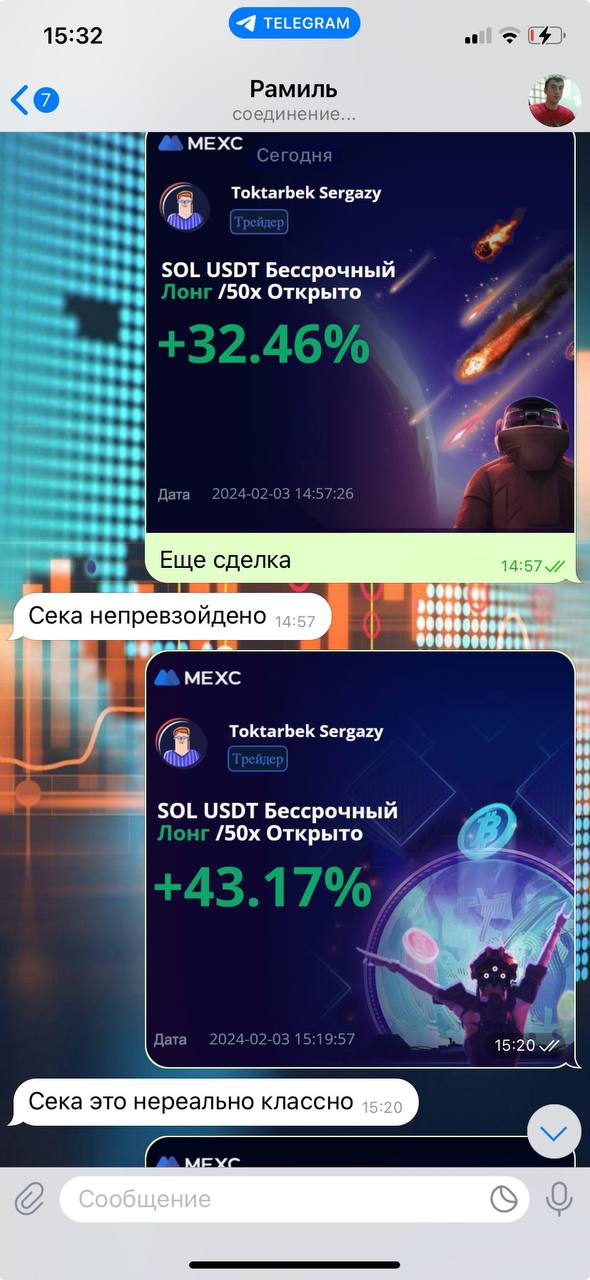 15:32
TELEGRAM
7
Рамиль
соединение...
MEXC
Сегодня
Toktarbek Sergazy
Трейдер
SOL USDT Бессрочный
Лонг /50x Открыто
+32.46%
Дата 2024-02-03 14:57:26
Еще сделка
14:57
Сека непревзойдено 14:57
MEXC
Toktarbek Sergazy
Трейдер
SOL USDT Бессрочный
Лонг /50x Открыто
+43.17%
Дата 2024-02-03 15:19:57
15:20
Сека это нереально классно 15:20
MEXC
Сообщение